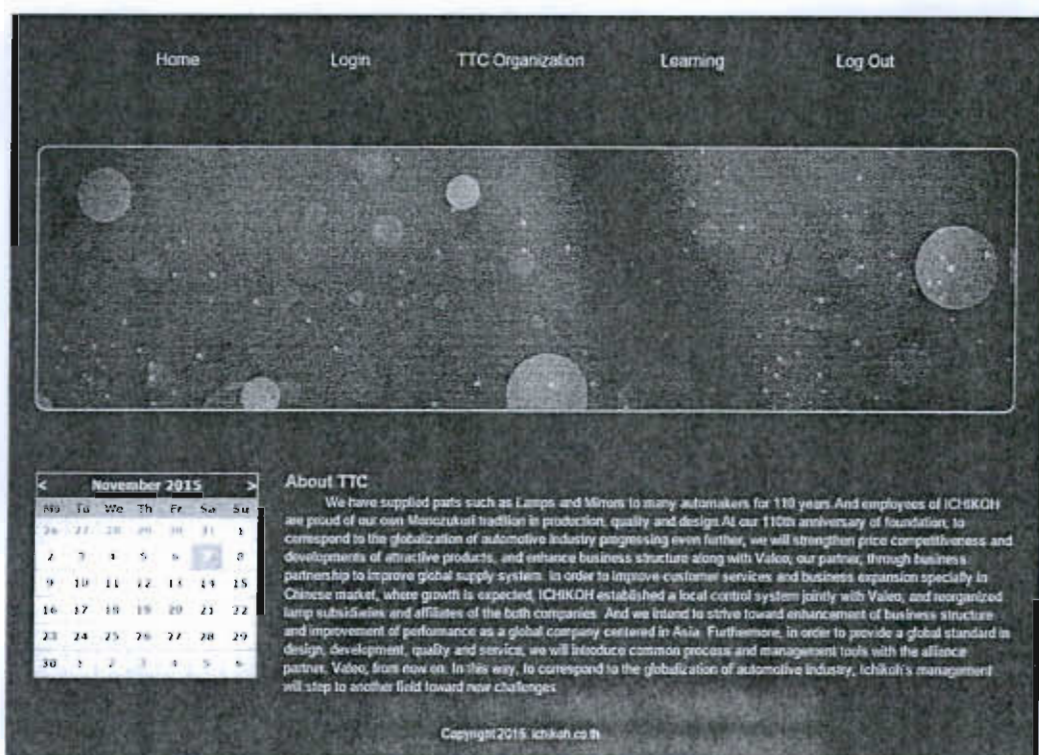 Home Login TTC Organization Learning Log Out
< November 2015 >
Mo Tu We Th Fr Sa Su
26 27 28 29 30 31 1
2 3 4 5 6 7 8
9 10 11 12 13 14 15
16 17 18 19 20 21 22
23 24 25 26 27 28 29
30 1 2 3 4 5 6
About TTC
We have supplied parts such as Lamps and Mirrors to many automakers for 110 years. And employees of ICHIKOH
are proud of our own Monozukuri tradition in production, quality and design.At our 110th anniversary of foundation, to
correspond to the globalization of automotive industry progressing even further, we will strengthen price competitiveness and
developments of attractive products, and enhance business structure along with Valeo, our partner, through business
partnership to improve global supply system. In order to improve customer services and business expansion specially in
Chinese market, where growth is expected, ICHIKOH established a local control system jointly with Valeo, and reorganized
lamp subsidiaries and affiliates of the both companies. And we intend to strive toward enhancement of business structure
and improvement of performance as a global company centered in Asia. Furthermore, in order to provide a global standard in
design, development, quality and service, we will introduce common process and management tools with the alliance
partner, Valeo, from now on. In this way, to correspond to the globalization of automotive industry, Ichikoh's management
will step to another field toward new challenges.
Copyright 2015. ichikoh.co.th